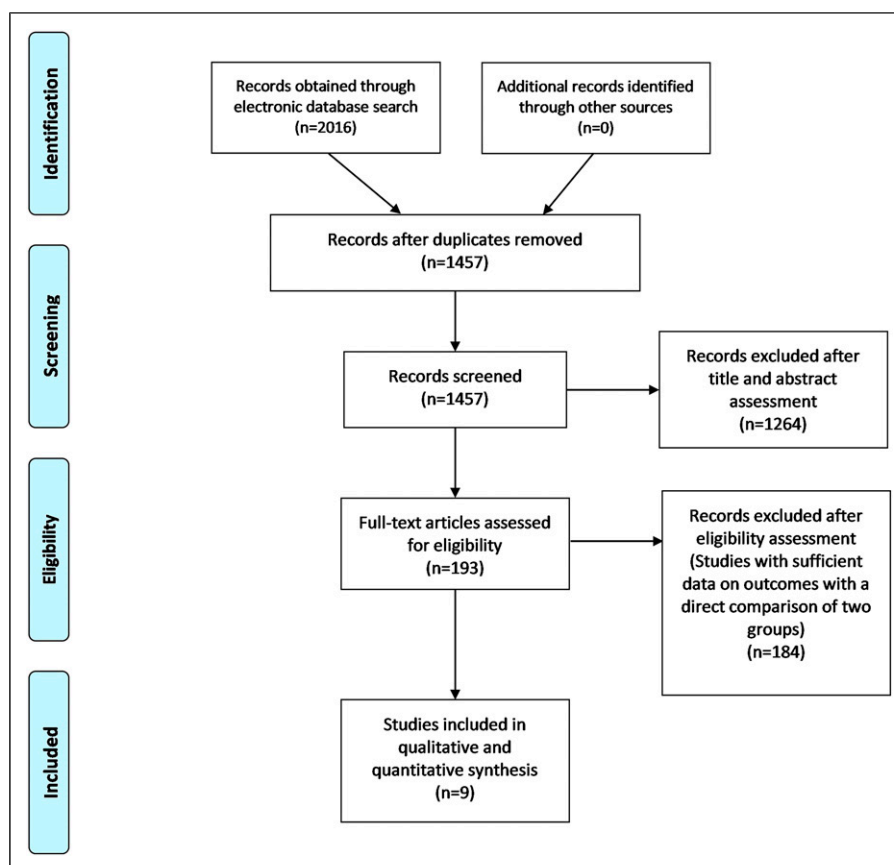 Identification
Records obtained through
electronic database search
(n=2016)
Additional records identified
through other sources
(n=0)
Records after duplicates removed
(n=1457)
Screening
Records screened
(n=1457)
Records excluded after
title and abstract
assessment
(n=1264)
Eligibility
Full-text articles assessed
for eligibility
(n=193)
Records excluded after
eligibility assessment
(Studies with sufficient
data on outcomes with a
direct comparison of two
groups)
(n=184)
Included
Studies included in
qualitative and
quantitative synthesis
(n=9)